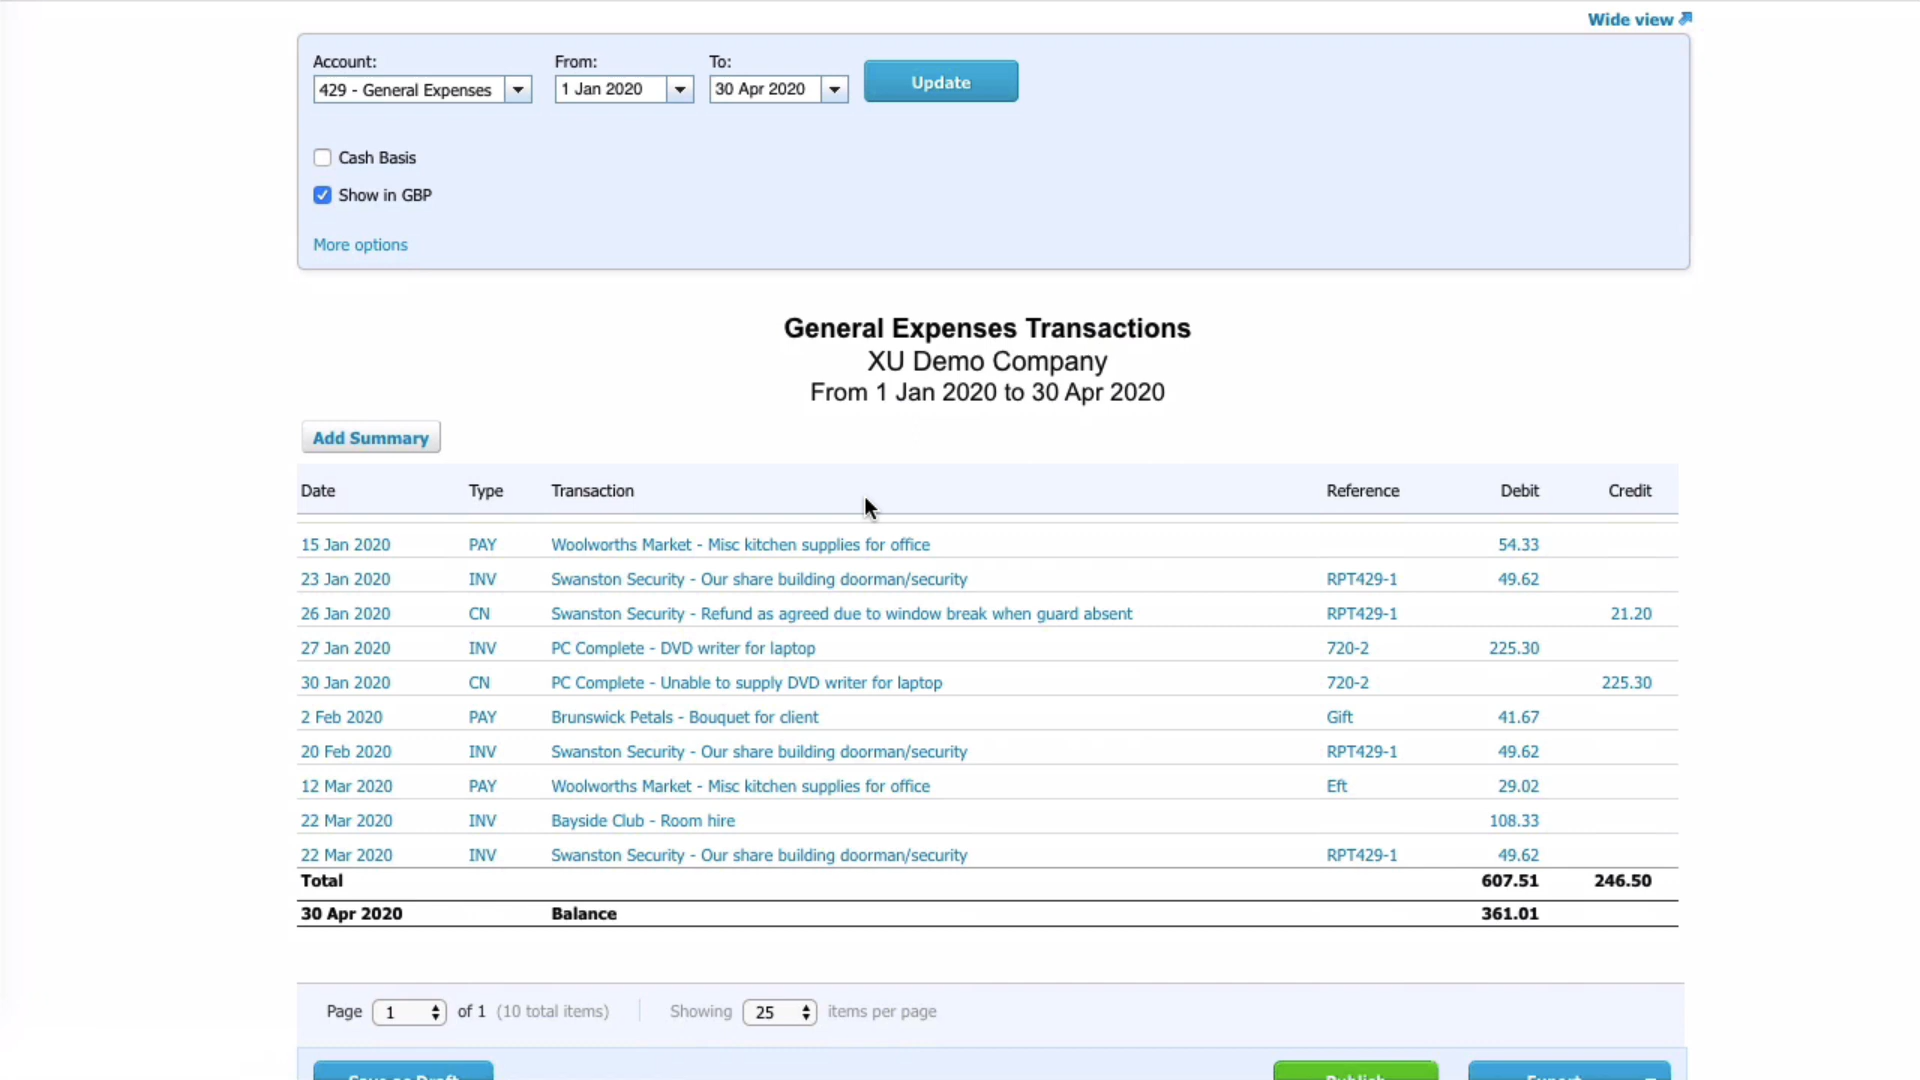 Wide view
Account: From: To:
429 - General Expenses 1 Jan 2020 30 Apr 2020 Update
Cash Basis
Show in GBP
More options
General Expenses Transactions
XU Demo Company
From 1 Jan 2020 to 30 Apr 2020
Add Summary
Date Type Transaction Reference Debit Credit
15 Jan 2020 PAY Woolworths Market - Misc kitchen supplies for office 54.33
23 Jan 2020 INV Swanston Security - Our share building doorman/security RPT429-1 49.62
26 Jan 2020 CN Swanston Security - Refund as agreed due to window break when guard absent RPT429-1 21.20
27 Jan 2020 INV PC Complete - DVD writer for laptop 720-2 225.30
30 Jan 2020 CN PC Complete - Unable to supply DVD writer for laptop 720-2 225.30
2 Feb 2020 PAY Brunswick Petals - Bouquet for client Gift 41.67
20 Feb 2020 INV Swanston Security - Our share building doorman/security RPT429-1 49.62
12 Mar 2020 PAY Woolworths Market - Misc kitchen supplies for office Eft 29.02
22 Mar 2020 INV Bayside Club - Room hire 108.33
22 Mar 2020 INV Swanston Security - Our share building doorman/security RPT429-1 49.62
Total 607.51 246.50
30 Apr 2020 Balance 361.01
Page 1 of 1 (10 total items) Showing 25 items per page
Save as Draft Publish Export